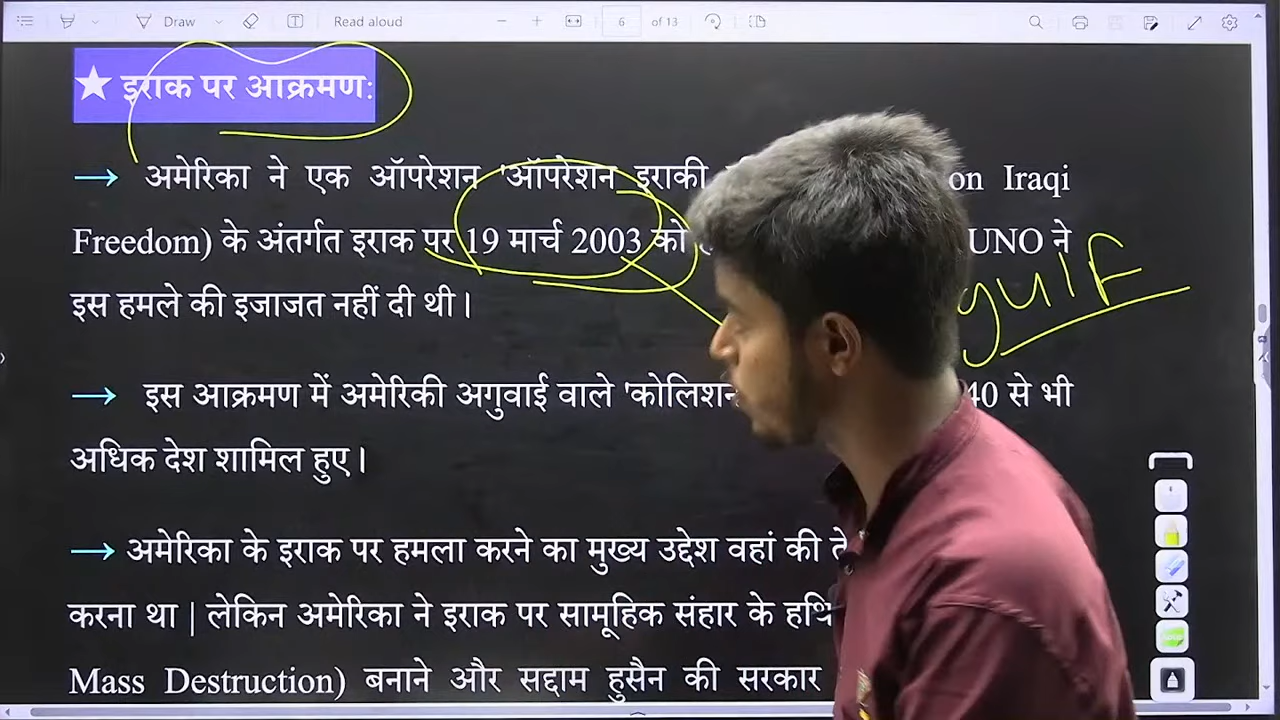 Draw
Read aloud
6
of 13
★ इराक पर आक्रमण:
→ अमेरिका ने एक ऑपरेशन 'ऑपरेशन इराकी on Iraqi
Freedom) के अंतर्गत इराक पर 19 मार्च 2003 को UNO ने
gulf
इस हमले की इजाजत नहीं दी थी।
→ इस आक्रमण में अमेरिकी अगुवाई वाले 'कोलिशन 40 से भी
अधिक देश शामिल हुए।
→ अमेरिका के इराक पर हमला करने का मुख्य उद्देश वहां की
करना था | लेकिन अमेरिका ने इराक पर सामूहिक संहार के
Mass Destruction) बनाने और सद्दाम हुसैन की सरकार